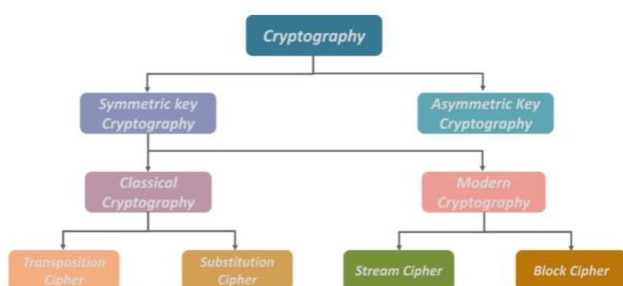 Cryptography
Symmetric key
Cryptography
Asymmetric Key
Cryptography
Classical
Cryptography
Modern
Cryptography
Transposition
Cipher
Substitution
Cipher
Stream Cipher
Block Cipher